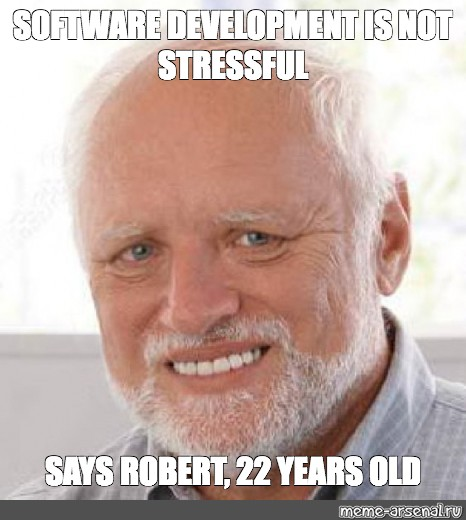 SOFTWARE DEVELOPMENT IS NOT
STRESSFUL
SAYS ROBERT, 22 YEARS OLD
meme-arsenal.ru